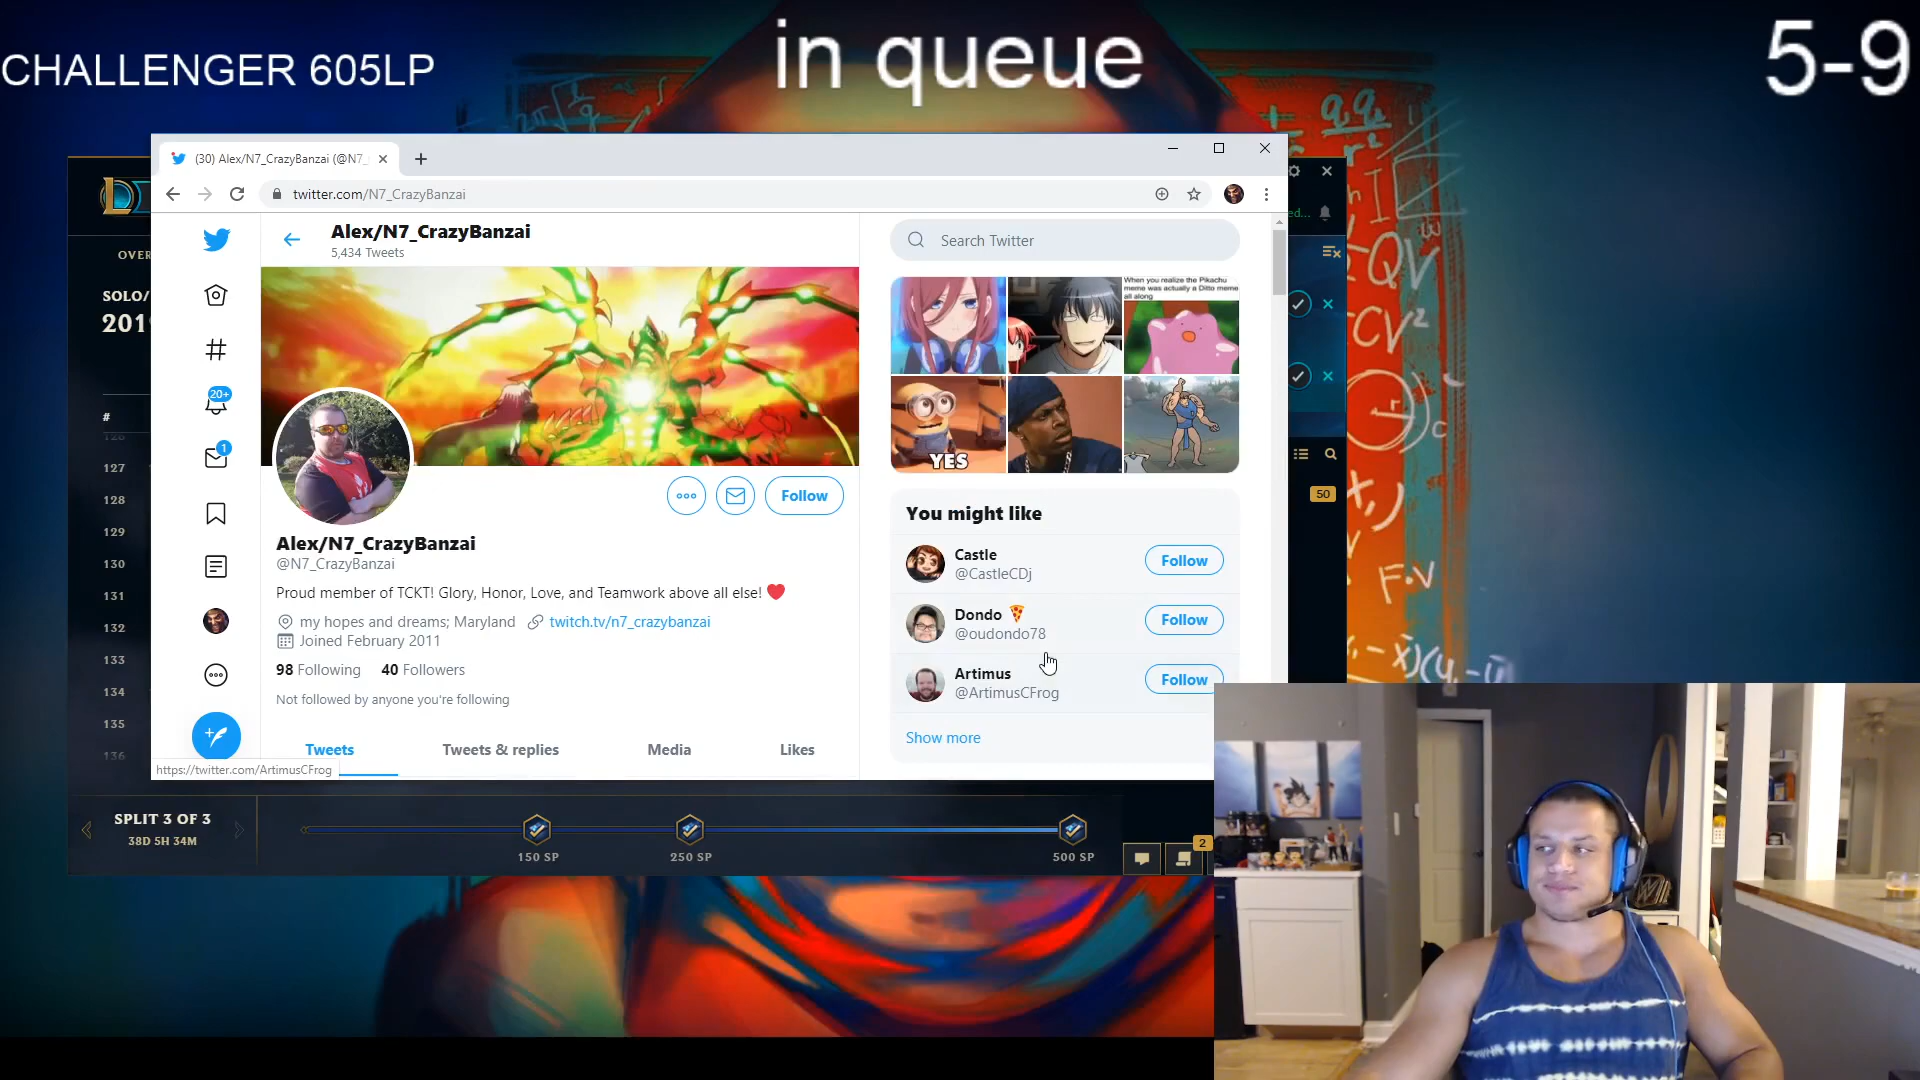 CHALLENGER 605LP
in queue
5-9
(30) Alex/N7_CrazyBanzai (@N7_
twitter.com/N7_CrazyBanzai
Alex/N7_CrazyBanzai
5,434 Tweets
Search Twitter
When you realize the Pikachu
meme was actually a Ditto meme
all along
YES
OVER
SOLO/
201
#
126
127
128
129
130
131
132
133
134
135
136
20+
1
Follow
Alex/N7_CrazyBanzai
@N7_CrazyBanzai
Proud member of TCKT! Glory, Honor, Love, and Teamwork above all else! ❤️
my hopes and dreams; Maryland
twitch.tv/n7_crazybanzai
Joined February 2011
98 Following
40 Followers
Not followed by anyone you're following
Tweets
Tweets & replies
Media
Likes
You might like
Castle
@CastleCDj
Follow
Dondo 🍕
@oudondo78
Follow
Artimus
@ArtimusCFrog
Follow
Show more
https://twitter.com/ArtimusCFrog
ed...
50
SPLIT 3 OF 3
38D 5H 34M
150 SP
250 SP
500 SP
2
QV
CV²
F.V